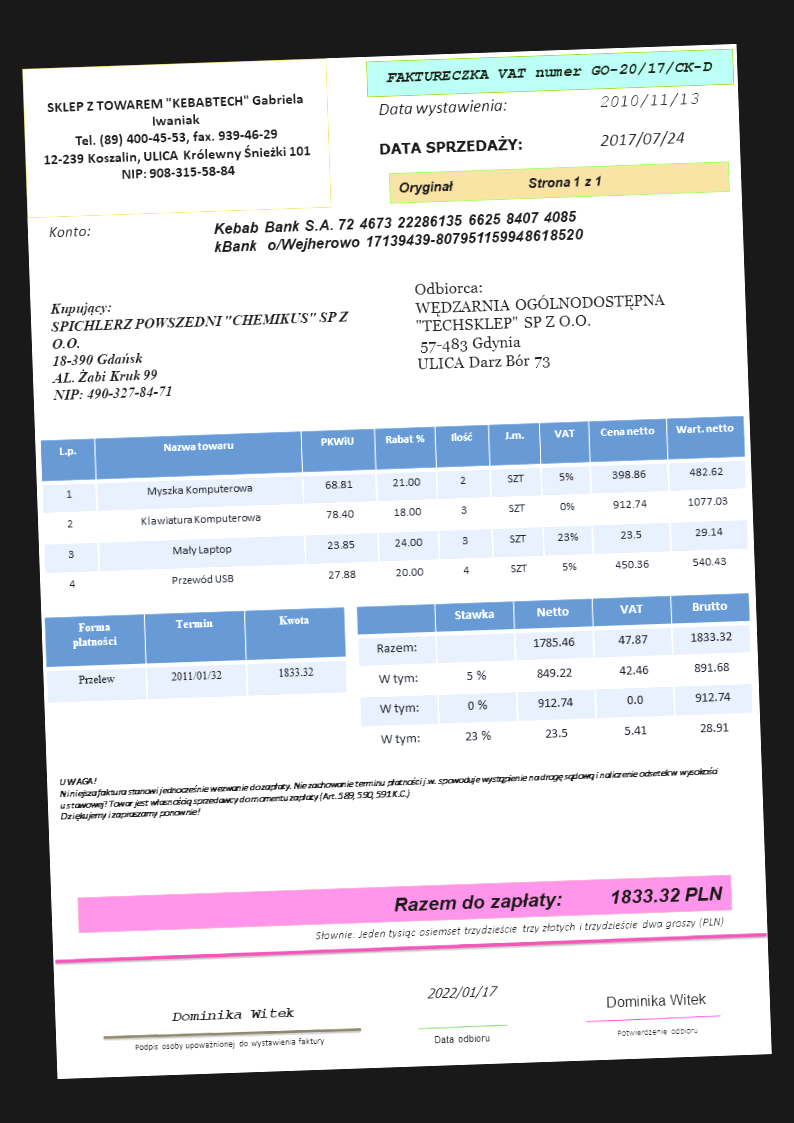 SKLEP Z TOWAREM "KEBABTECH" Gabriela
Iwaniak
Tel. (89) 400-45-53, fax. 939-46-29
12-239 Koszalin, ULICA Królewny Śnieżki 101
NIP: 908-315-58-84
FAKTURECZKA VAT numer GO-20/17/CK-D
Data wystawienia: 2010/11/13
DATA SPRZEDAŻY: 2017/07/24
Oryginał Strona 1 z 1
Konto: Kebab Bank S.A. 72 4673 22286135 6625 8407 4085
kBank o/Wejherowo 17139439-807951159948618520
Kupujący:
SPICHLERZ POWSZEDNI "CHEMIKUS" SP Z
O.O.
18-390 Gdańsk
AL. Żabi Kruk 99
NIP: 490-327-84-71
Odbiorca:
WĘDZARNIA OGÓLNODOSTĘPNA
"TECHSKLEP" SP Z O.O.
57-483 Gdynia
ULICA Darz Bór 73
L.p. Nazwa towaru PKWiU Rabat % Ilość J.m. VAT Cena netto Wart. netto
1 Myszka Komputerowa 68.81 21.00 2 SZT 5% 398.86 482.62
2 Klawiatura Komputerowa 78.40 18.00 3 SZT 0% 912.74 1077.03
3 Mały Laptop 23.85 24.00 3 SZT 23% 23.5 29.14
4 Przewód USB 27.88 20.00 4 SZT 5% 450.36 540.43
Forma płatności Termin Kwota
Przelew 2011/01/32 1833.32
Stawka Netto VAT Brutto
Razem: 1785.46 47.87 1833.32
W tym: 5 % 849.22 42.46 891.68
W tym: 0 % 912.74 0.0 912.74
W tym: 23 % 23.5 5.41 28.91
UWAGA!
Niniejsza faktura stanowi jednocześnie wezwanie do zapłaty. Nie zachowanie terminu płatności j.w. spowoduje wystąpienie na drogę sądową i naliczenie odsetek w wysokości
ustawowej! Towar jest własnością sprzedawcy do momentu zapłaty (Art. 589, 590, 591 K.C.)
Dziękujemy i zapraszamy ponownie!
Razem do zapłaty: 1833.32 PLN
Słownie: Jeden tysiąc osiemset trzydzieście trzy złotych i trzydzieście dwa groszy (PLN)
Dominika Witek
Podpis osoby upoważnionej do wystawienia faktury
2022/01/17
Data odbioru
Dominika Witek
Potwierdzenie odbioru